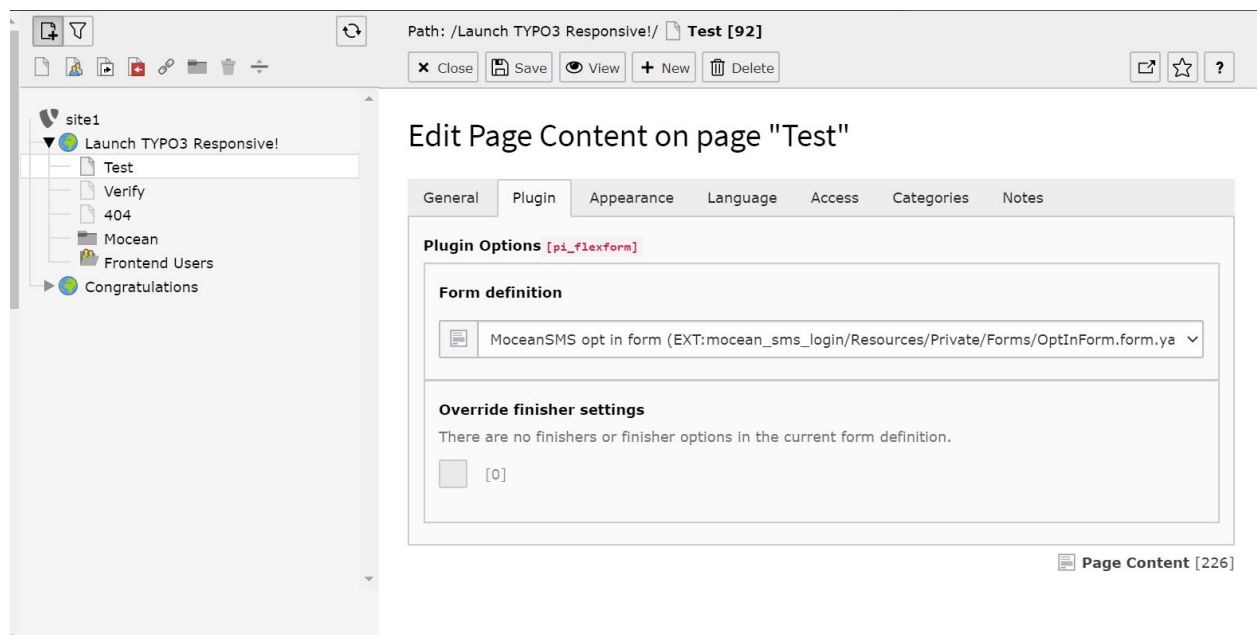 Path: /Launch TYPO3 Responsive!/ Test [92]
Close Save View New Delete ?
site1
Launch TYPO3 Responsive!
Test
Verify
404
Mocean
Frontend Users
Congratulations
Edit Page Content on page "Test"
General Plugin Appearance Language Access Categories Notes
Plugin Options [pi_flexform]
Form definition
MoceanSMS opt in form (EXT:mocean_sms_login/Resources/Private/Forms/OptInForm.form.ya
Override finisher settings
There are no finishers or finisher options in the current form definition.
[0]
Page Content [226]